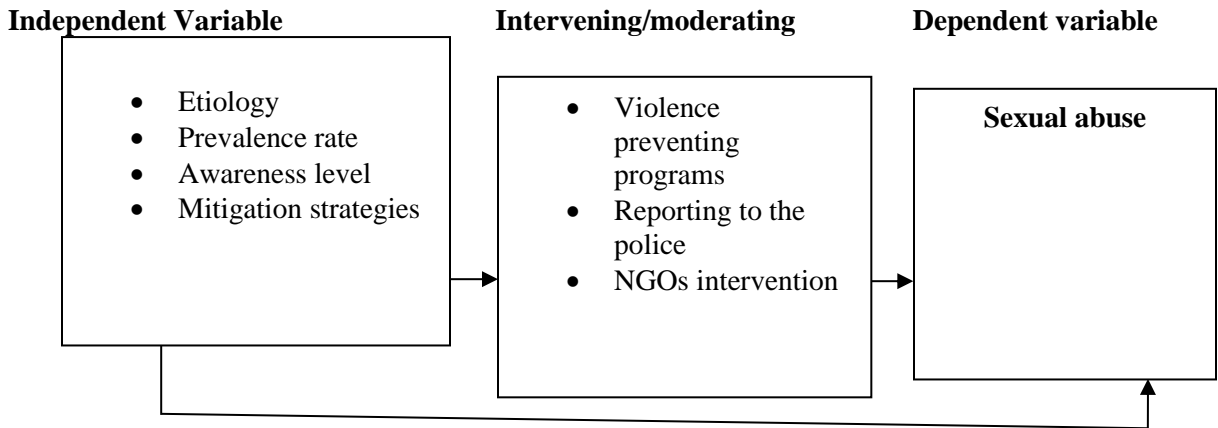 Independent Variable
Intervening/moderating
Dependent variable
• Etiology
• Prevalence rate
• Awareness level
• Mitigation strategies
• Violence
preventing
programs
• Reporting to the
police
• NGOs intervention
Sexual abuse